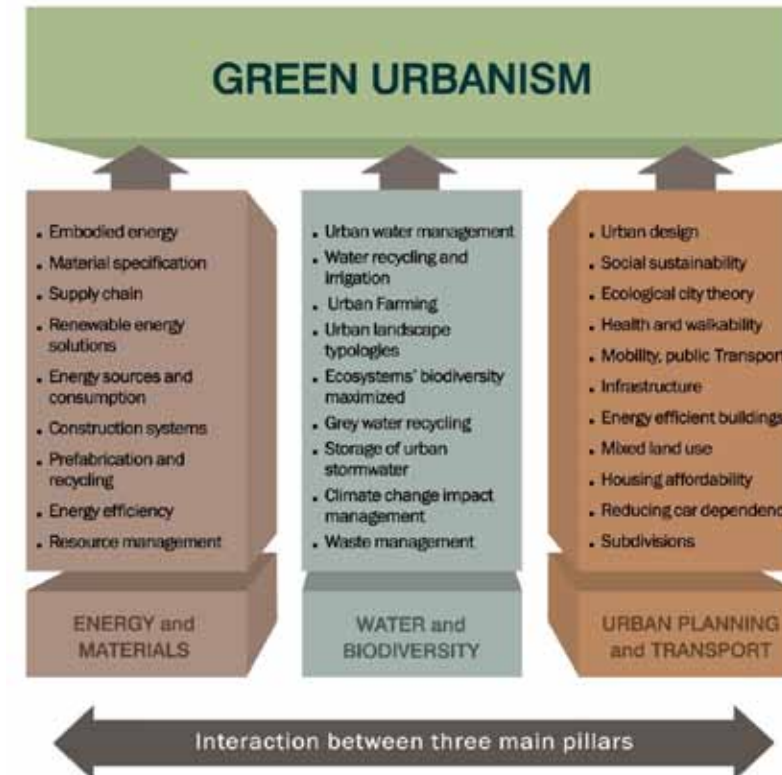 GREEN URBANISM
. Embodied energy
. Material specification
. Supply chain
. Renewable energy
solutions
. Energy sources and
consumption
. Construction systems
. Prefabrication and
recycling
. Energy efficiency
. Resource management
ENERGY and
MATERIALS
. Urban water management
. Water recycling and
irrigation
. Urban Farming
. Urban landscape
typologies
. Ecosystems' biodiversity
maximized
. Grey water recycling
. Storage of urban
stormwater
. Climate change impact
management
. Waste management
WATER and
BIODIVERSITY
. Urban design
. Social sustainability
. Ecological city theory
. Health and walkability
. Mobility, public Transport
. Infrastructure
. Energy efficient buildings
. Mixed land use
. Housing affordability
. Reducing car dependenc
. Subdivisions
URBAN PLANNING
and TRANSPORT
Interaction between three main pillars